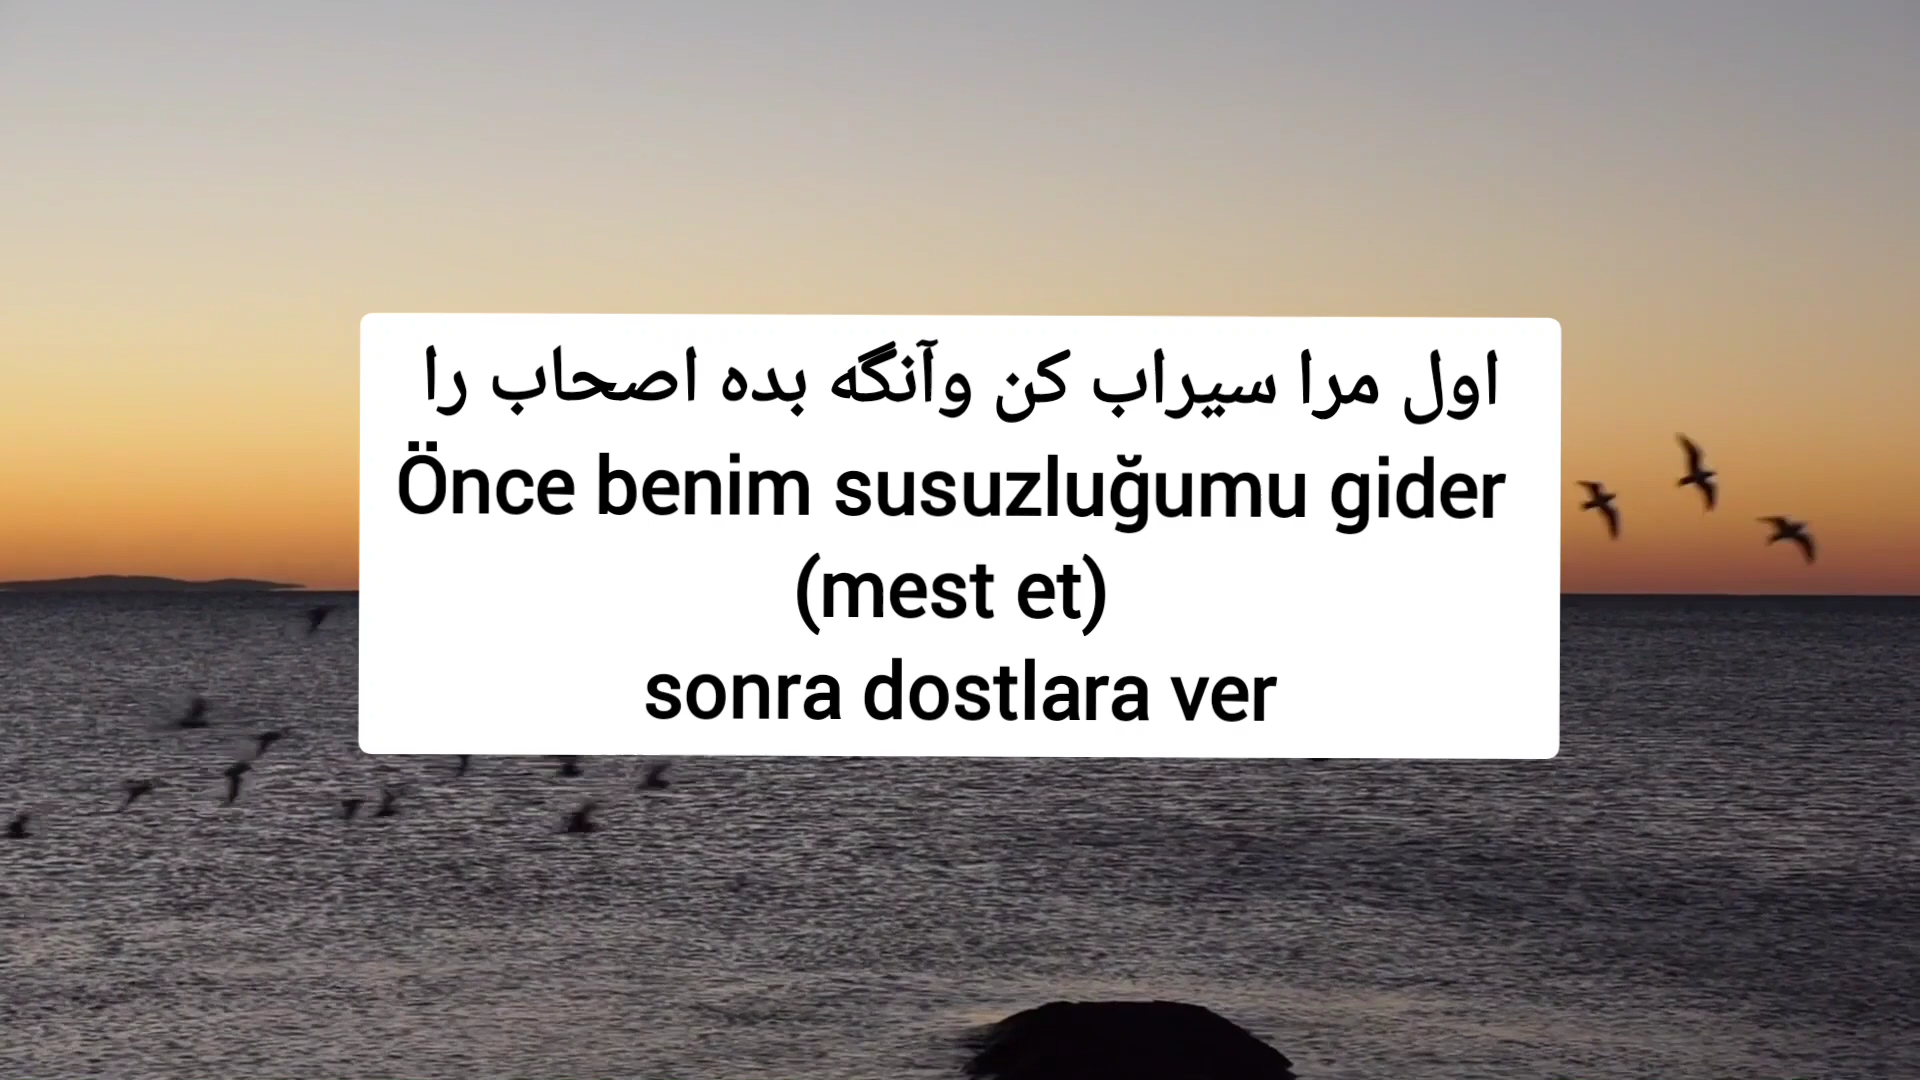 اول مرا سیراب کن وآنگه بده اصحاب را
Önce benim susuzluğumu gider
(mest et)
sonra dostlara ver